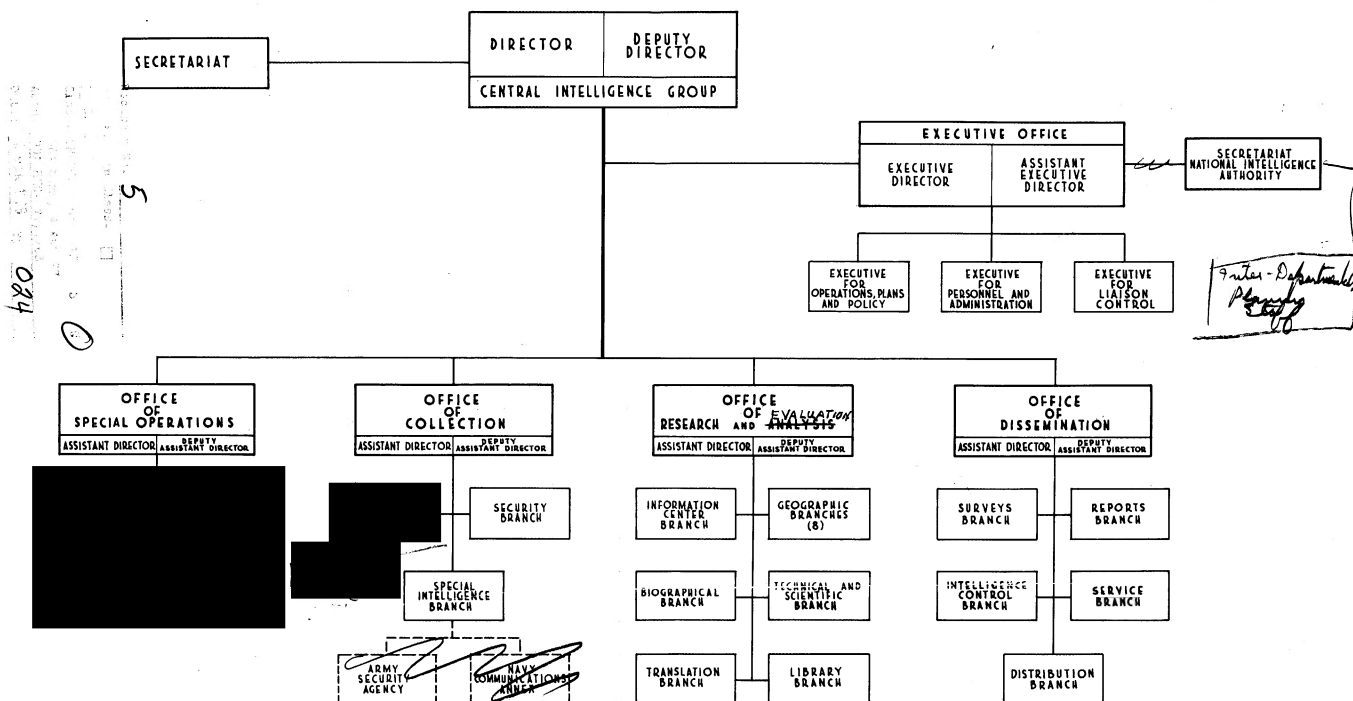 SECRETARIAT
DIRECTOR
DEPUTY
DIRECTOR
CENTRAL INTELLIGENCE GROUP
EXECUTIVE OFFICE
EXECUTIVE
DIRECTOR
ASSISTANT
EXECUTIVE
DIRECTOR
SECRETARIAT
NATIONAL INTELLIGENCE
AUTHORITY
EXECUTIVE
FOR
OPERATIONS, PLANS
AND POLICY
EXECUTIVE
FOR
PERSONNEL AND
ADMINISTRATION
EXECUTIVE
FOR
LIAISON
CONTROL
Inter-Departmental
Planning
Staff
5
024
OFFICE
OF
SPECIAL OPERATIONS
ASSISTANT DIRECTOR
DEPUTY
ASSISTANT DIRECTOR
OFFICE
OF
COLLECTION
ASSISTANT DIRECTOR
DEPUTY
ASSISTANT DIRECTOR
OFFICE
OF EVALUATION
RESEARCH AND ANALYSIS
ASSISTANT DIRECTOR
DEPUTY
ASSISTANT DIRECTOR
OFFICE
OF
DISSEMINATION
ASSISTANT DIRECTOR
DEPUTY
ASSISTANT DIRECTOR
SECURITY
BRANCH
SPECIAL
INTELLIGENCE
BRANCH
ARMY
SECURITY
AGENCY
NAVY
COMMUNICATIONS
ANNEX
INFORMATION
CENTER
BRANCH
GEOGRAPHIC
BRANCHES
(8)
BIOGRAPHICAL
BRANCH
TECHNICAL AND
SCIENTIFIC
BRANCH
TRANSLATION
BRANCH
LIBRARY
BRANCH
SURVEYS
BRANCH
REPORTS
BRANCH
INTELLIGENCE
CONTROL
BRANCH
SERVICE
BRANCH
DISTRIBUTION
BRANCH